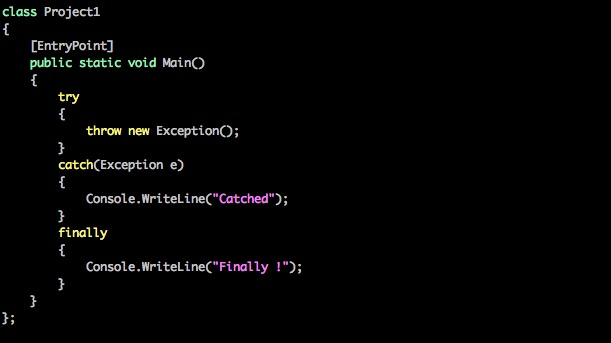 class Project1
{
    [EntryPoint]
    public static void Main()
    {
        try
        {
            throw new Exception();
        }
        catch(Exception e)
        {
            Console.WriteLine("Catched");
        }
        finally
        {
            Console.WriteLine("Finally !");
        }
    }
};